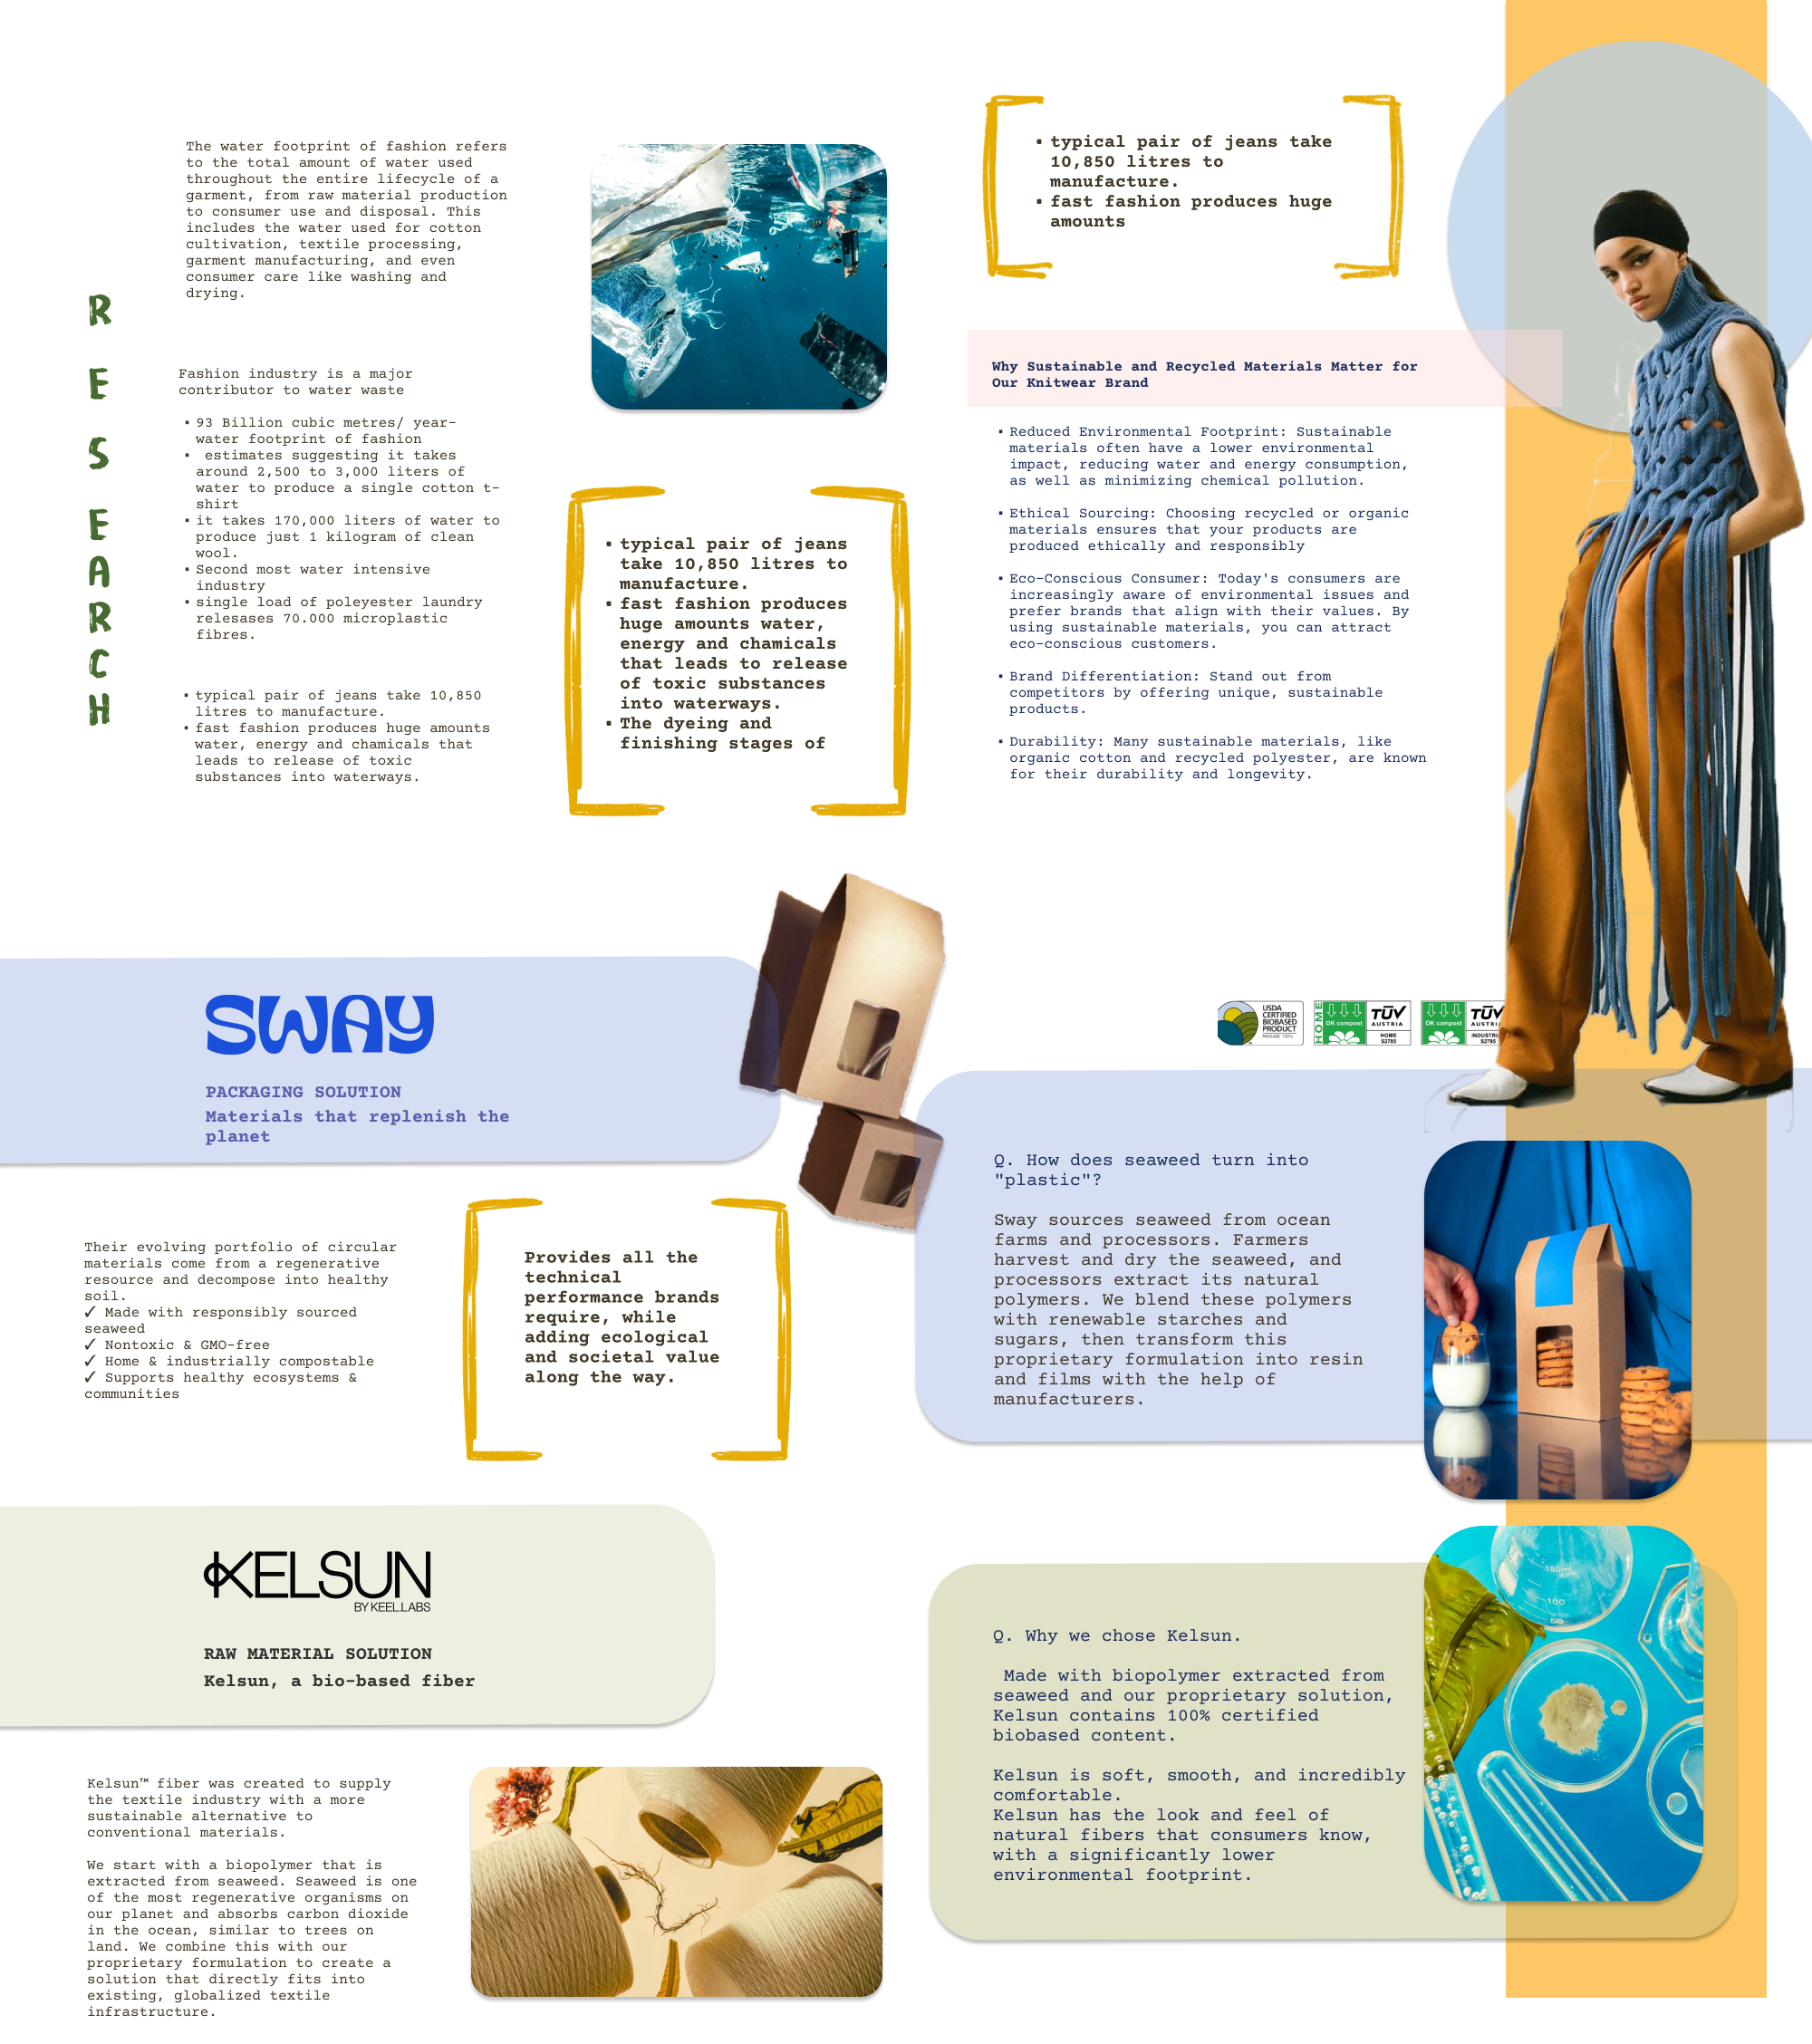 R
E
S
E
A
R
C
H
The water footprint of fashion refers
to the total amount of water used
throughout the entire lifecycle of a
garment, from raw material production
to consumer use and disposal. This
includes the water used for cotton
cultivation, textile processing,
garment manufacturing, and even
consumer care like washing and
drying.
Fashion industry is a major
contributor to water waste
• 93 Billion cubic metres/ year-
water footprint of fashion
• estimates suggesting it takes
around 2,500 to 3,000 liters of
water to produce a single cotton t-
shirt
• it takes 170,000 liters of water to
produce just 1 kilogram of clean
wool.
• Second most water intensive
industry
• single load of poleyester laundry
relesases 70.000 microplastic
fibres.
• typical pair of jeans take 10,850
litres to manufacture.
• fast fashion produces huge amounts
water, energy and chamicals that
leads to release of toxic
substances into waterways.
• typical pair of jeans
take 10,850 litres to
manufacture.
• fast fashion produces
huge amounts water,
energy and chamicals
that leads to release
of toxic substances
into waterways.
• The dyeing and
finishing stages of
• typical pair of jeans take
10,850 litres to
manufacture.
• fast fashion produces huge
amounts
Why Sustainable and Recycled Materials Matter for
Our Knitwear Brand
• Reduced Environmental Footprint: Sustainable
materials often have a lower environmental
impact, reducing water and energy consumption,
as well as minimizing chemical pollution.
• Ethical Sourcing: Choosing recycled or organic
materials ensures that your products are
produced ethically and responsibly
• Eco-Conscious Consumer: Today's consumers are
increasingly aware of environmental issues and
prefer brands that align with their values. By
using sustainable materials, you can attract
eco-conscious customers.
• Brand Differentiation: Stand out from
competitors by offering unique, sustainable
products.
• Durability: Many sustainable materials, like
organic cotton and recycled polyester, are known
for their durability and longevity.
SWAY
PACKAGING SOLUTION
Materials that replenish the
planet
USDA
CERTIFIED
BIOBASED
PRODUCT
PACKAGE 100%
HOME
OK compost
TÜV
AUSTRIA
HOME
S2785
OK compost
TÜV
AUSTRIA
INDUSTRIAL
S2785
Their evolving portfolio of circular
materials come from a regenerative
resource and decompose into healthy
soil.
✓ Made with responsibly sourced
seaweed
✓ Nontoxic & GMO-free
✓ Home & industrially compostable
✓ Supports healthy ecosystems &
communities
Provides all the
technical
performance brands
require, while
adding ecological
and societal value
along the way.
Q. How does seaweed turn into
"plastic"?
Sway sources seaweed from ocean
farms and processors. Farmers
harvest and dry the seaweed, and
processors extract its natural
polymers. We blend these polymers
with renewable starches and
sugars, then transform this
proprietary formulation into resin
and films with the help of
manufacturers.
KELSUN
BY KEEL.LABS
RAW MATERIAL SOLUTION
Kelsun, a bio-based fiber
Kelsun™ fiber was created to supply
the textile industry with a more
sustainable alternative to
conventional materials.
We start with a biopolymer that is
extracted from seaweed. Seaweed is one
of the most regenerative organisms on
our planet and absorbs carbon dioxide
in the ocean, similar to trees on
land. We combine this with our
proprietary formulation to create a
solution that directly fits into
existing, globalized textile
infrastructure.
Q. Why we chose Kelsun.
Made with biopolymer extracted from
seaweed and our proprietary solution,
Kelsun contains 100% certified
biobased content.
Kelsun is soft, smooth, and incredibly
comfortable.
Kelsun has the look and feel of
natural fibers that consumers know,
with a significantly lower
environmental footprint.
150ml
100
50